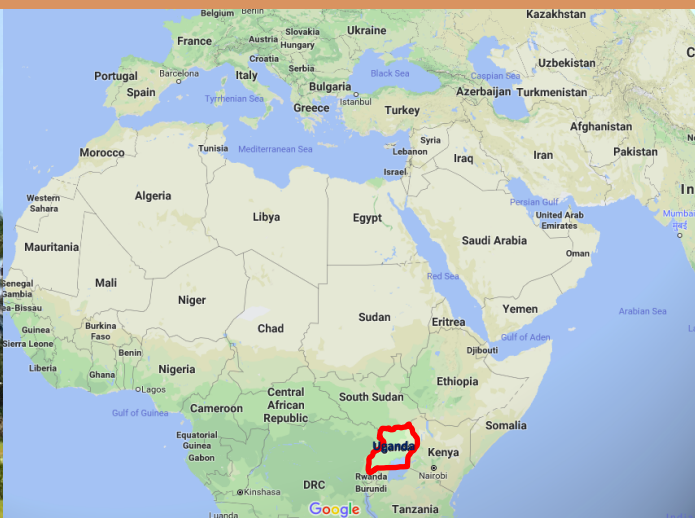 Belgium
Berlin
Kazakhstan
France
Austria
Slovakia
Hungary
Ukraine
Croatia
Uzbekistan
Portugal
Barcelona
Italy
Serbia
Black Sea
Caspian Sea
Spain
Bulgaria
Azerbaijan
Turkmenistan
Tyrrhenian Sea
Greece
Istanbul
Turkey
Afghanistan
Morocco
Tunisia
Mediterranean Sea
Syria
Lebanon
Iraq
Iran
Pakistan
Israel
Western
Sahara
Algeria
Libya
Egypt
Persian Gulf
United Arab
Emirates
Mumbai
मुंबई
Mauritania
Saudi Arabia
Oman
Mali
Red Sea
Senegal
Gambia
Niger
Chad
Sudan
Eritrea
Yemen
Arabian Sea
ea-Bissau
Guinea
Burkina
Faso
Gulf of Aden
Sierra Leone
Benin
Djibouti
Liberia
Ghana
Nigeria
Lagos
Ethiopia
Central
African
Republic
South Sudan
Gulf of Guinea
Cameroon
Somalia
Equatorial
Guinea
Gabon
Uganda
Kenya
Rwanda
Burundi
Nairobi
DRC
Kinshasa
Tanzania
Luanda
Google